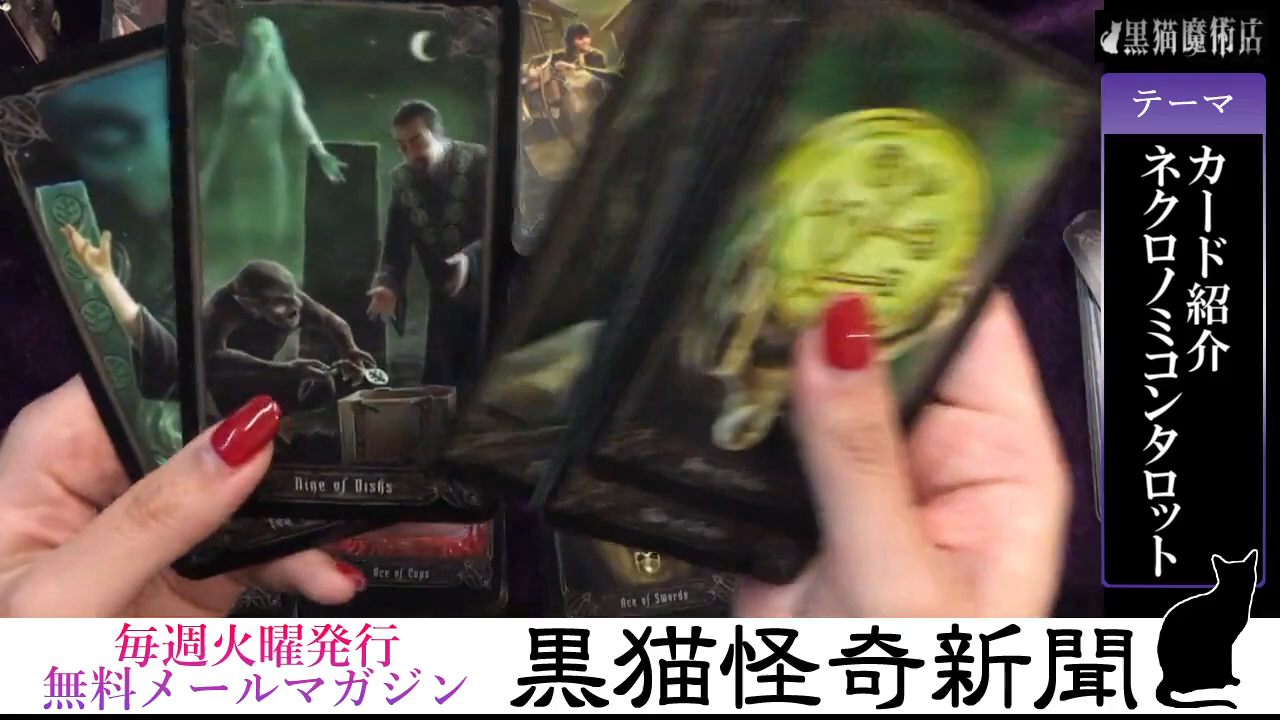 黒猫魔術店
テーマ
カード紹介
ネクロノミコンタロット
Nine of Disks
Ace of Cups
Ace of Swords
毎週火曜発行
無料メールマガジン
黒猫怪奇新聞